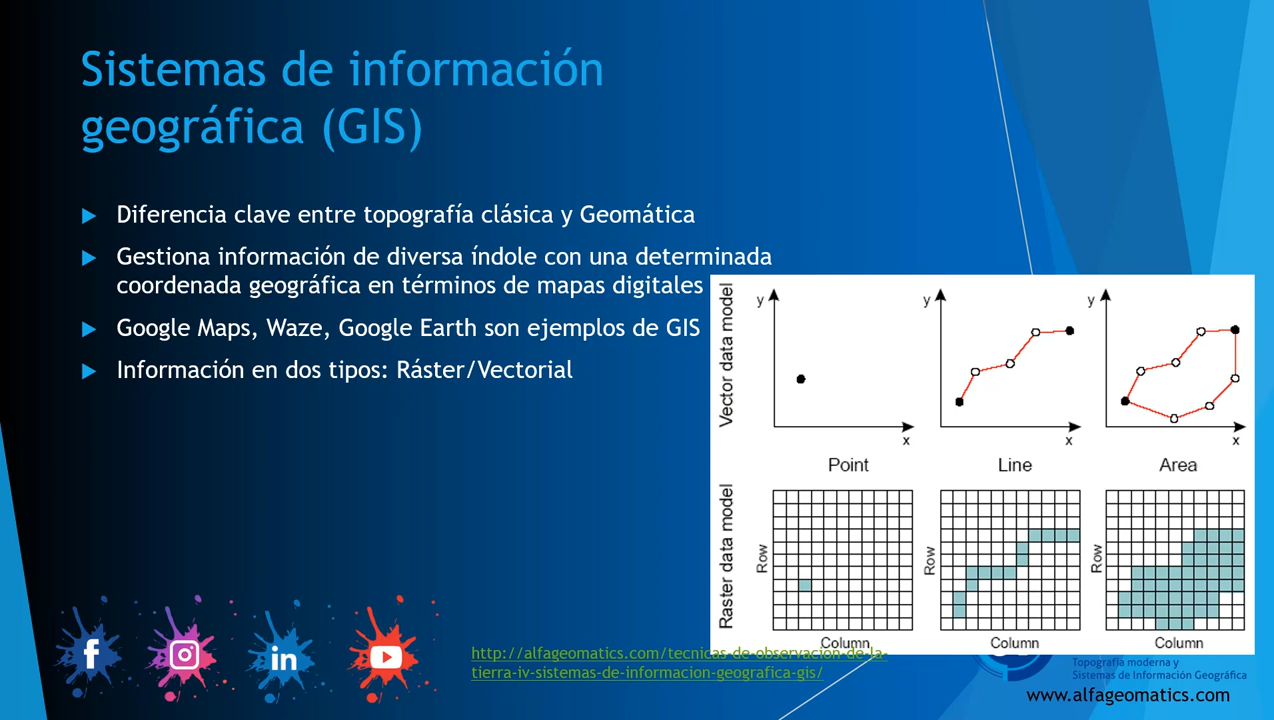 Sistemas de información
geográfica (GIS)
Diferencia clave entre topografía clásica y Geomática
Gestiona información de diversa índole con una determinada
coordenada geográfica en términos de mapas digitales
Google Maps, Waze, Google Earth son ejemplos de GIS
Información en dos tipos: Ráster/Vectorial
Vector data model
y
x
y
x
y
x
Point
Line
Area
Raster data model
Row
Row
Row
Column
Column
Column
f
in
http://alfageomatics.com/tecnicas-de-observacion-de-la-
tierra-iv-sistemas-de-informacion-geografica-gis/
Topografía moderna y
Sistemas de Información Geográfica
www.alfageomatics.com